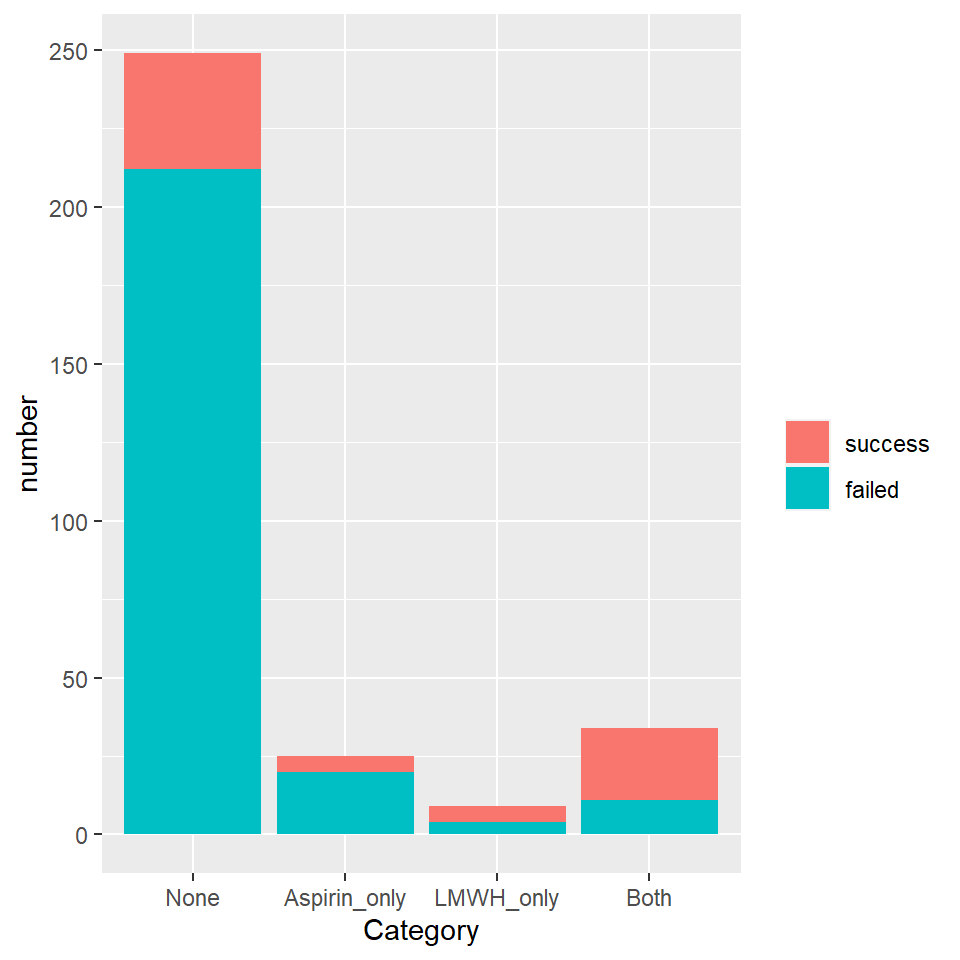 250
200
150
100
50
0
number
None
Aspirin_only
LMWH_only
Both
Category
success
failed